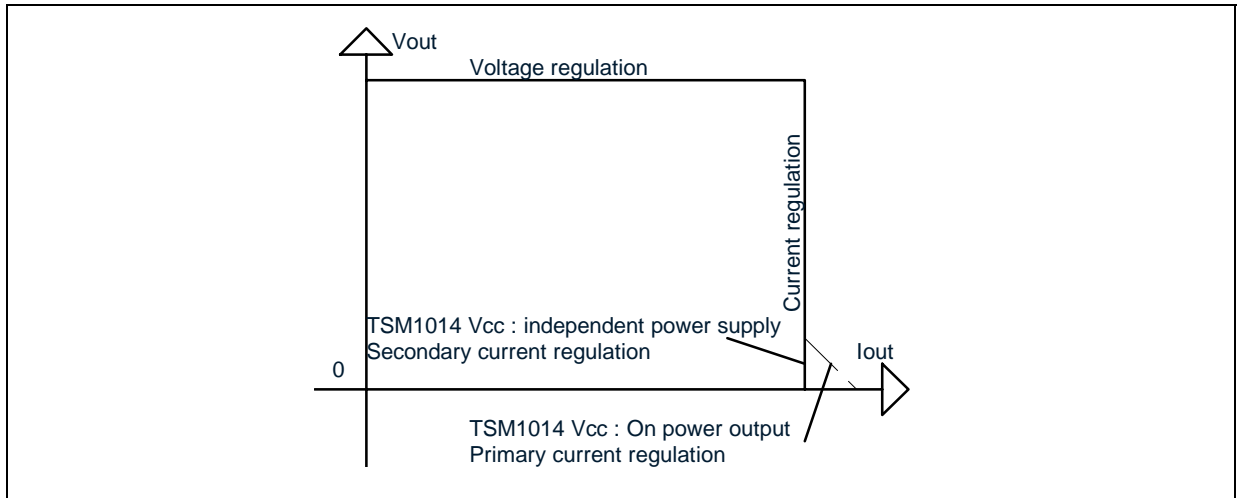 Vout
Voltage regulation
Current regulation
TSM1014 Vcc : independent power supply
Secondary current regulation
Iout
0
TSM1014 Vcc : On power output
Primary current regulation